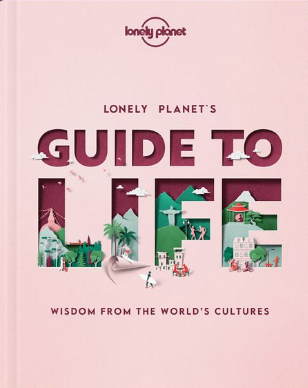 lonely planet
LONELY PLANET'S
GUIDE TO
LIFE
WISDOM FROM THE WORLD'S CULTURES